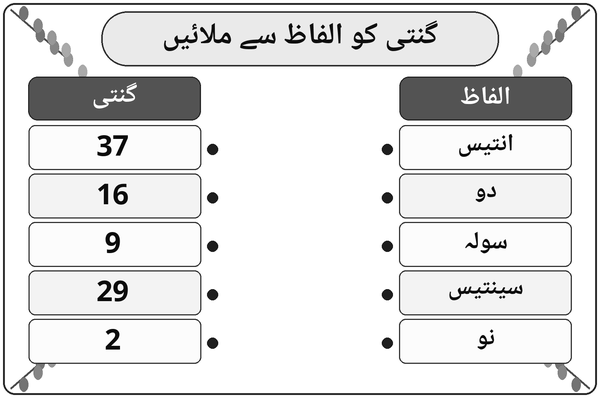 گنتی کو الفاظ سے ملائیں
الفاظ گنتی
انتیس 37
دو 16
سولہ 9
سینتیس 29
نو 2